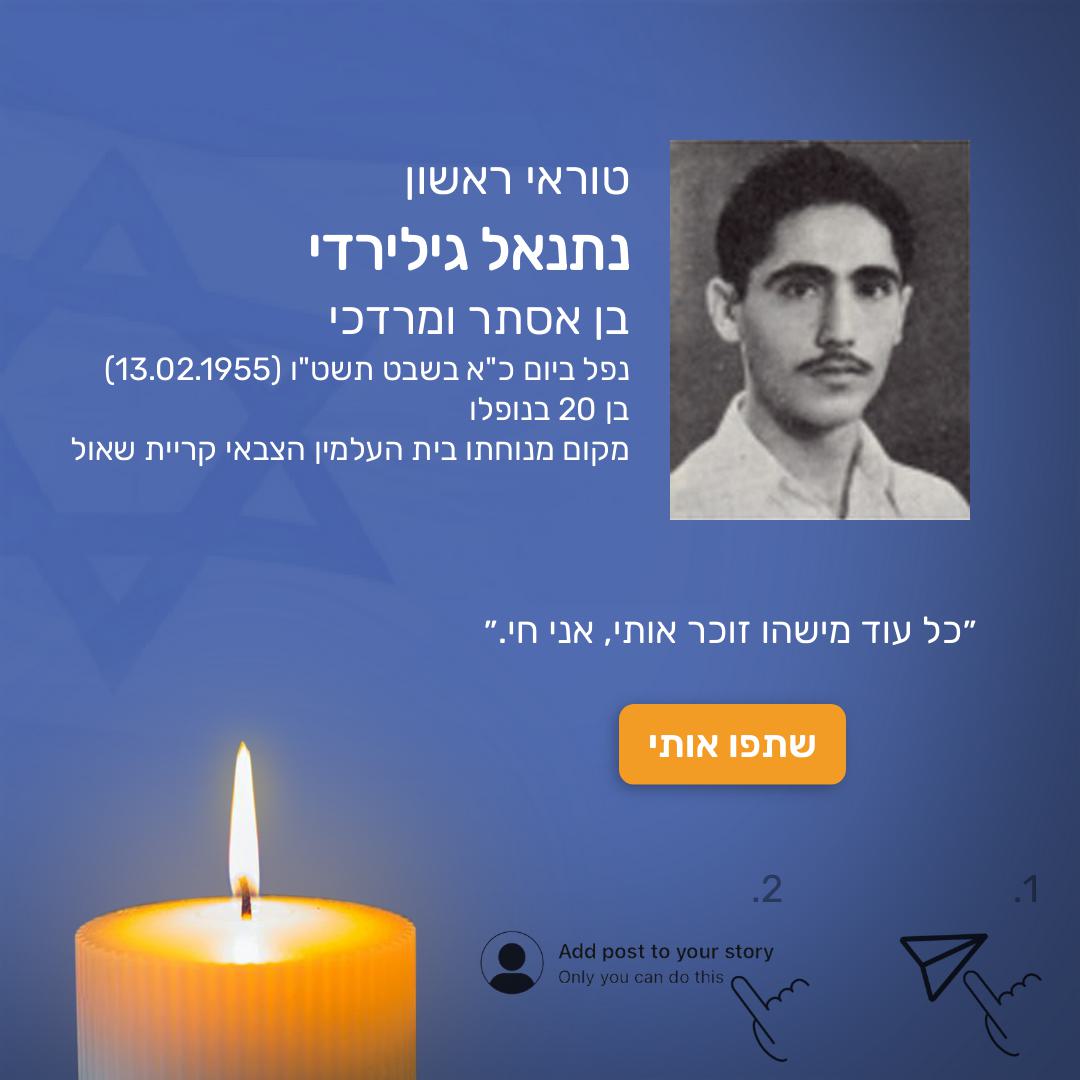 טוראי ראשון
נתנאל גילירדי
בן אסתר ומרדכי
נפל ביום כ"א בשבט תשט"ו (13.02.1955)
בן 20 בנופלו
מקום מנוחתו בית העלמין הצבאי קריית שאול
״כל עוד מישהו זוכר אותי, אני חי.״
שתפו אותי
1.
2.
Add post to your story
Only you can do this